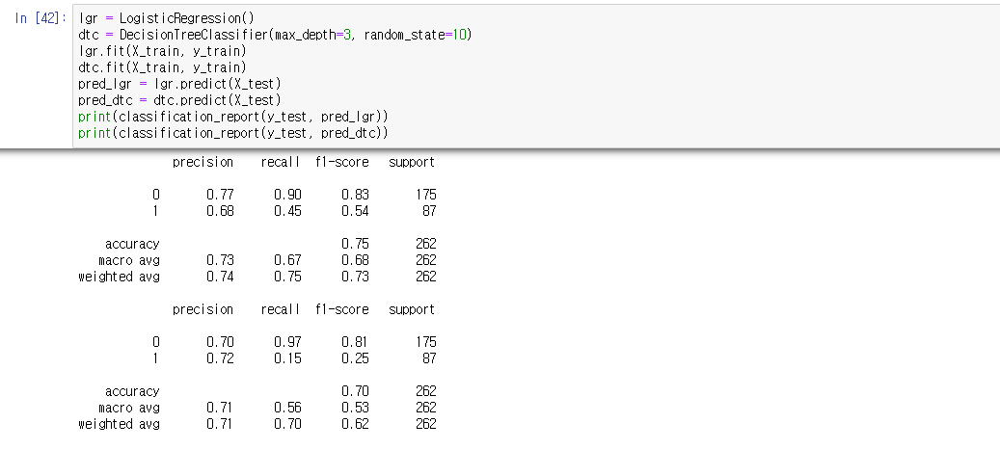 In [42]: lgr = LogisticRegression()
dtc = DecisionTreeClassifier(max_depth=3, random_state=10)
lgr.fit(X_train, y_train)
dtc.fit(X_train, y_train)
pred_lgr = lgr.predict(X_test)
pred_dtc = dtc.predict(X_test)
print(classification_report(y_test, pred_lgr))
print(classification_report(y_test, pred_dtc))
precision recall f1-score support
0 0.77 0.90 0.83 175
1 0.68 0.45 0.54 87
accuracy 0.75 262
macro avg 0.73 0.67 0.68 262
weighted avg 0.74 0.75 0.73 262
precision recall f1-score support
0 0.70 0.97 0.81 175
1 0.72 0.15 0.25 87
accuracy 0.70 262
macro avg 0.71 0.56 0.53 262
weighted avg 0.71 0.70 0.62 262